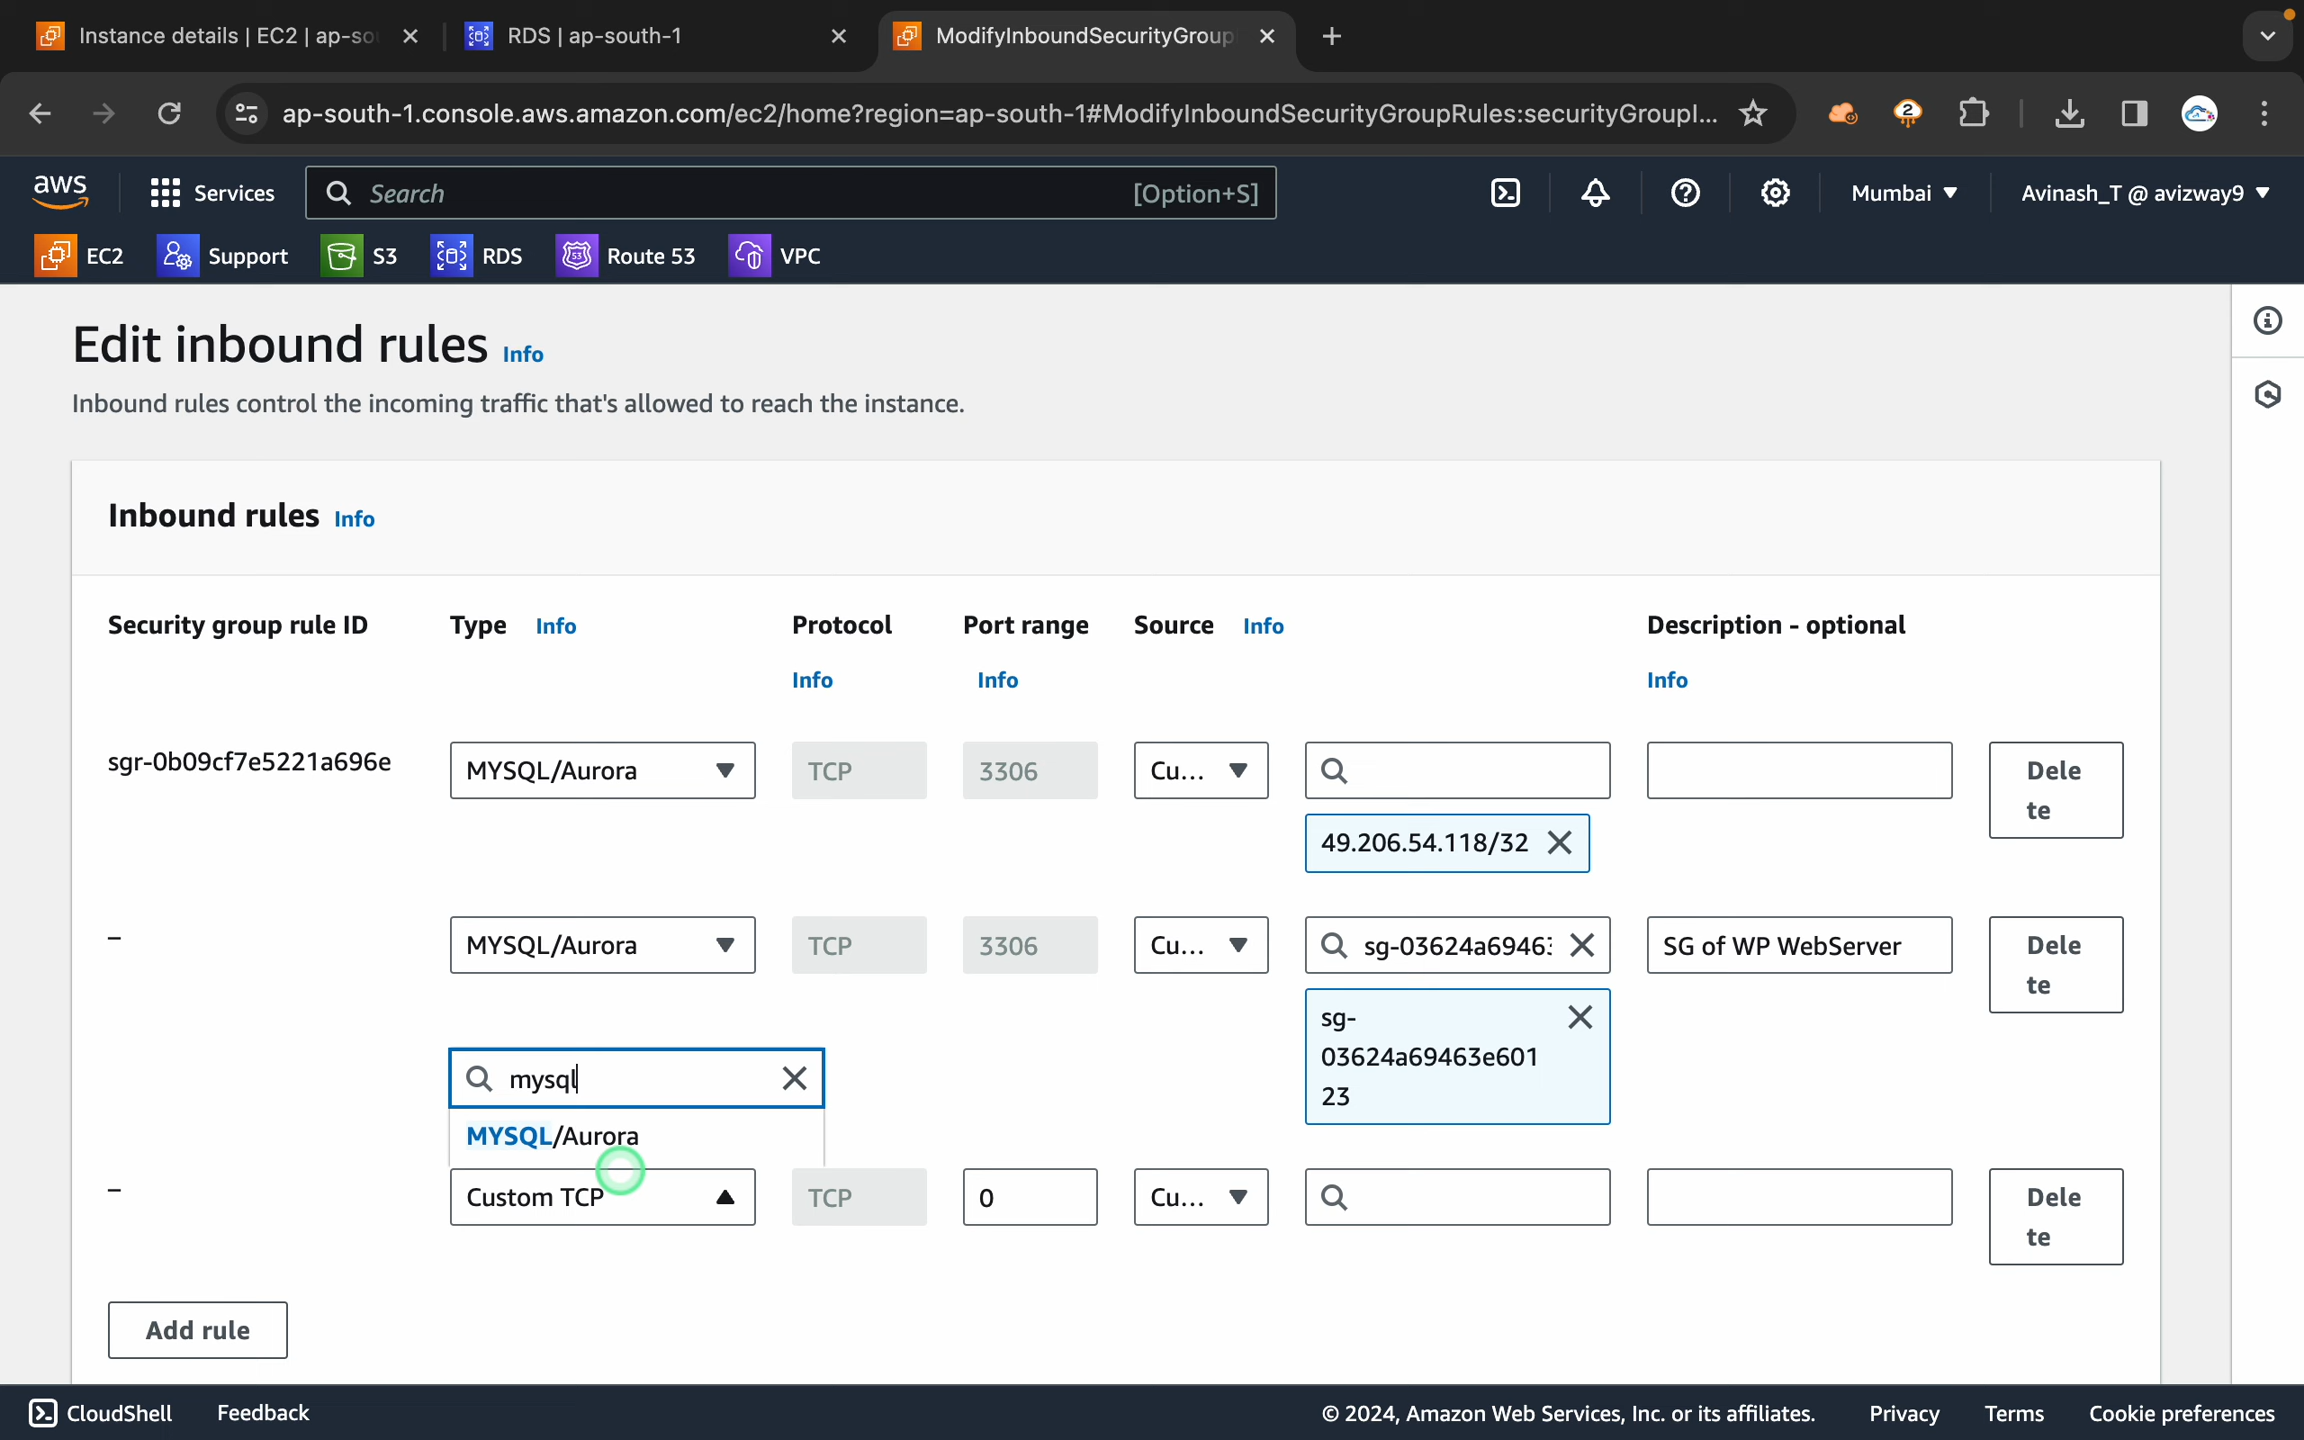 Instance details | EC2 | ap-so
RDS | ap-south-1
ModifyInboundSecurityGroup
ap-south-1.console.aws.amazon.com/ec2/home?region=ap-south-1#ModifyInboundSecurityGroupRules:securityGroupI...
2
aws
Services
Search
[Option+S]
Mumbai
Avinash_T @ avizway9
EC2
Support
S3
RDS
53
Route 53
VPC
Edit inbound rules Info
Inbound rules control the incoming traffic that's allowed to reach the instance.
Inbound rules Info
Security group rule ID
Type Info
Protocol
Info
Port range
Info
Source Info
Description - optional
Info
sgr-0b09cf7e5221a696e
MYSQL/Aurora
TCP
3306
Cu...
49.206.54.118/32
Dele
te
–
MYSQL/Aurora
TCP
3306
Cu...
sg-03624a69463
sg-
03624a69463e601
23
SG of WP WebServer
Dele
te
mysql
MYSQL/Aurora
–
Custom TCP
TCP
0
Cu...
Dele
te
Add rule
CloudShell
Feedback
© 2024, Amazon Web Services, Inc. or its affiliates.
Privacy
Terms
Cookie preferences